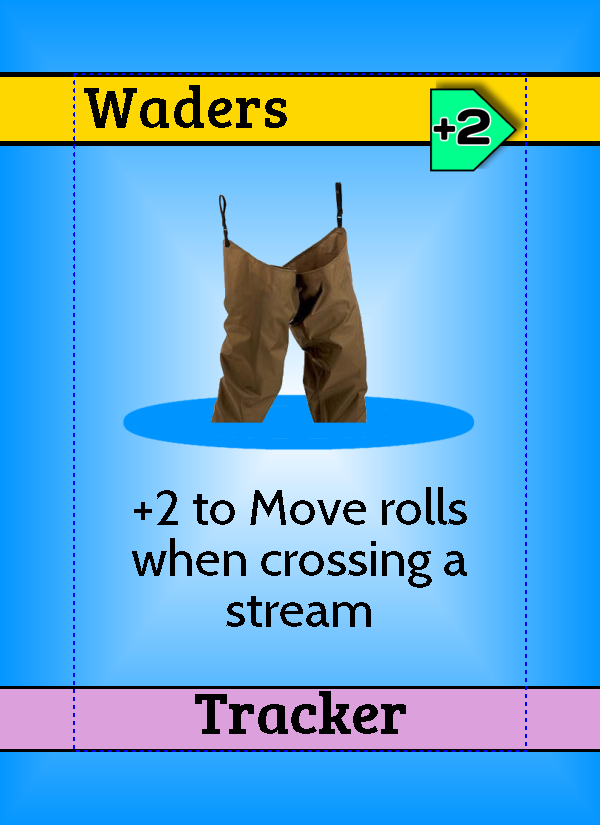 Waders
+2
+2 to Move rolls
when crossing a
stream
Tracker